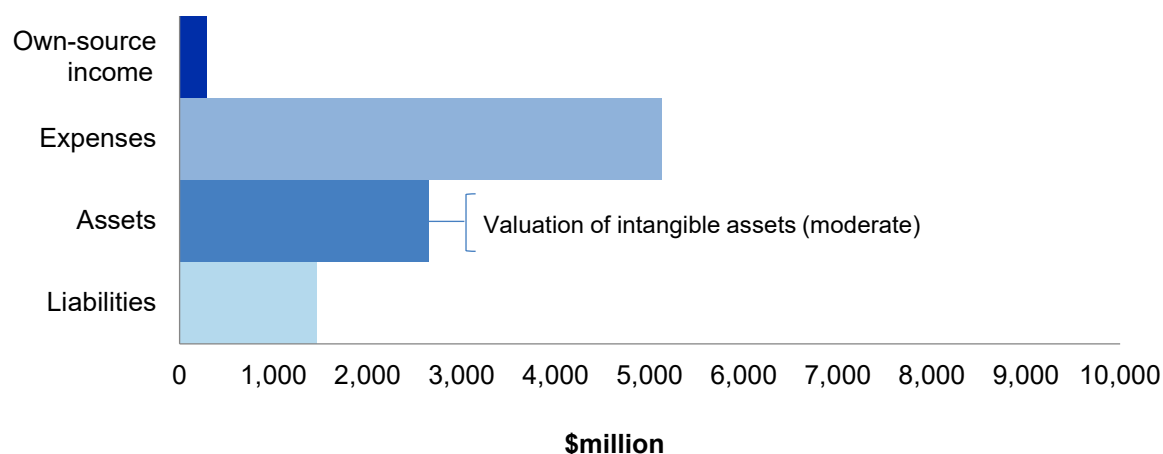 Own-source
income
Expenses
Assets
Valuation of intangible assets (moderate)
Liabilities
0 1,000 2,000 3,000 4,000 5,000 6,000 7,000 8,000 9,000 10,000
$million